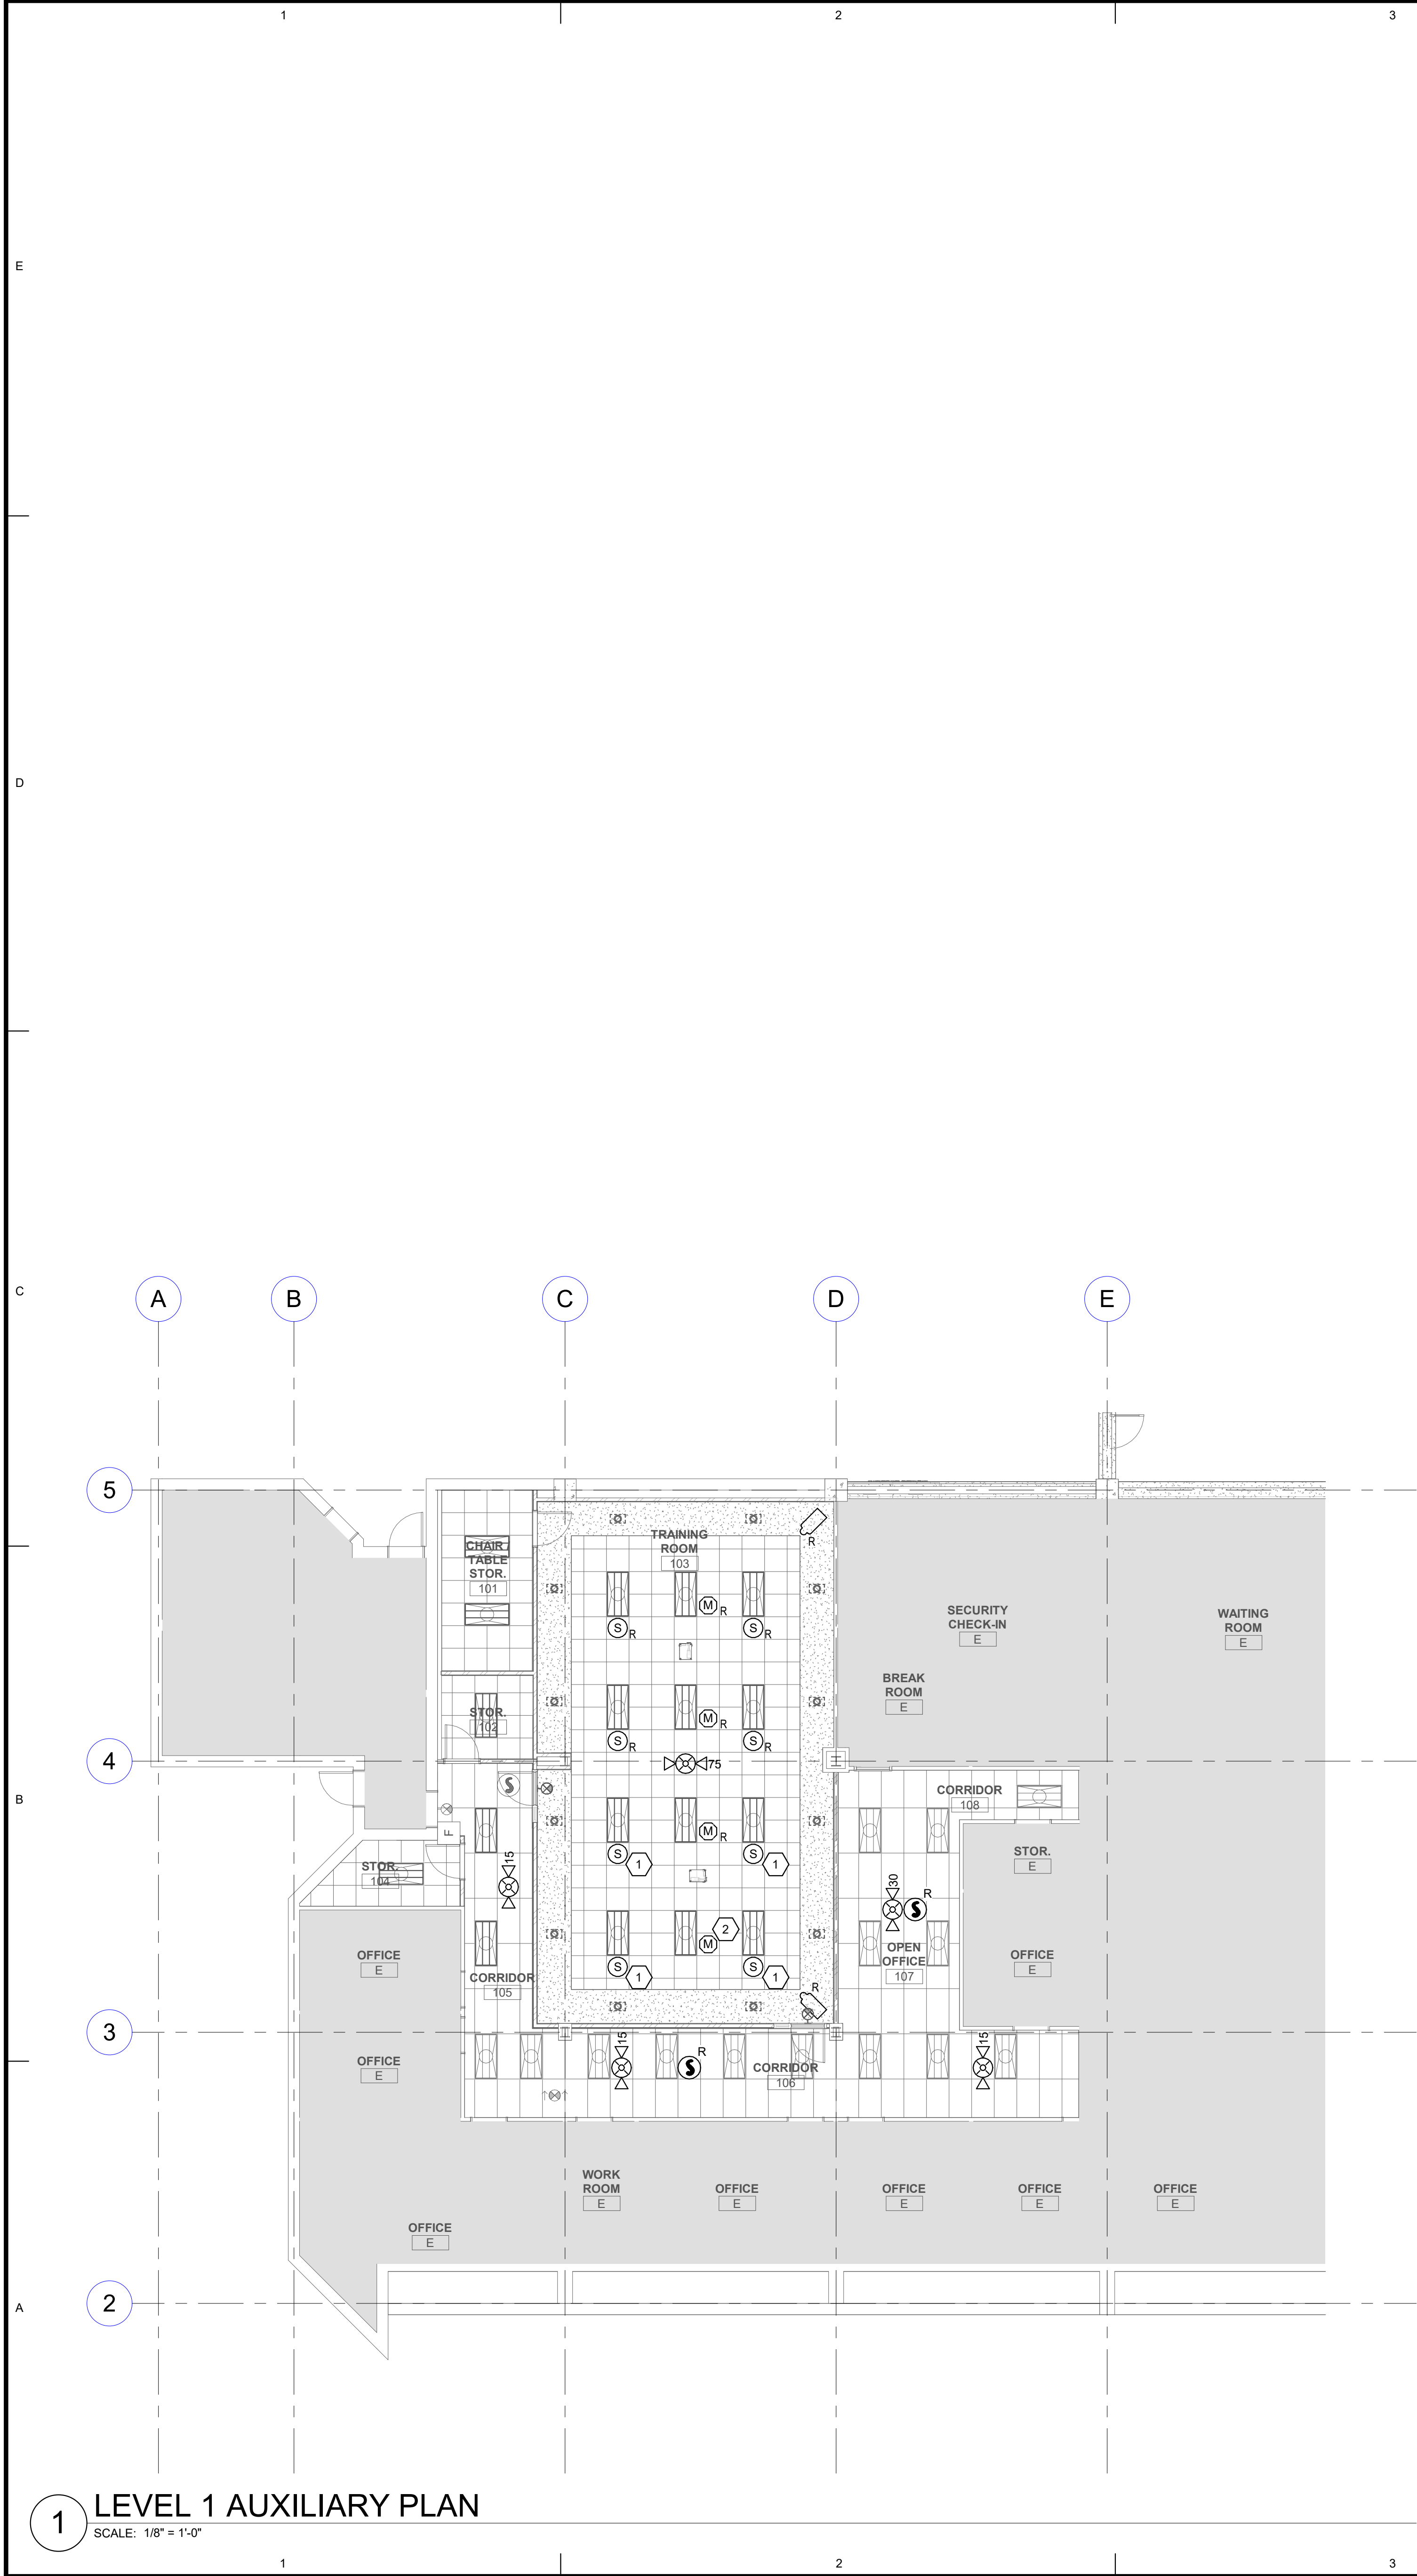 1 2 3
E
D
C
A B C D E
5
R
TRAINING
ROOM
103
CHAIR /
TABLE
STOR.
101
M R
M R
M R
M
S R
S R
S R
S R
S 1
S 1
S 1
S 1
2
75
R
SECURITY
CHECK-IN
E
WAITING
ROOM
E
BREAK
ROOM
E
STOR.
102
4
B
CORRIDOR
108
F
STOR.
104
15
STOR.
E
30
R
OFFICE
E
OPEN
OFFICE
107
OFFICE
E
CORRIDOR
105
3
15
R
15
OFFICE
E
CORRIDOR
106
WORK
ROOM
E
OFFICE
E
OFFICE
E
OFFICE
E
OFFICE
E
OFFICE
E
2
A
1 LEVEL 1 AUXILIARY PLAN
SCALE: 1/8" = 1'-0"
1 2 3